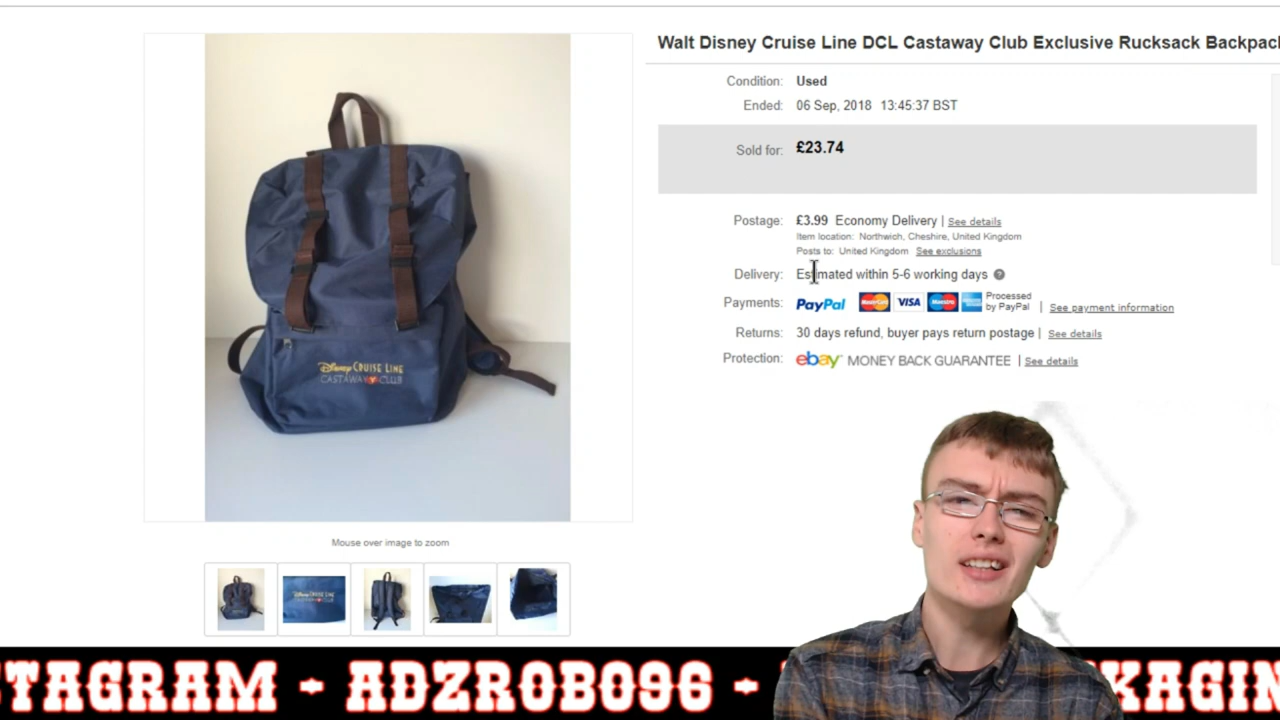 Walt Disney Cruise Line DCL Castaway Club Exclusive Rucksack Backpack
Condition: Used
Ended: 06 Sep, 2018 13:45:37 BST
Sold for: £23.74
Postage: £3.99 Economy Delivery | See details
Item location: Northwich, Cheshire, United Kingdom
Posts to: United Kingdom See exclusions
Delivery: Estimated within 5-6 working days ?
Payments: PayPal MasterCard VISA Maestro Processed by PayPal | See payment information
Returns: 30 days refund, buyer pays return postage | See details
Protection: ebay MONEY BACK GUARANTEE | See details
Disney CRUISE LINE
CASTAWAY CLUB
Mouse over image to zoom
STAGRAM - ADZROB096 - KAGIN